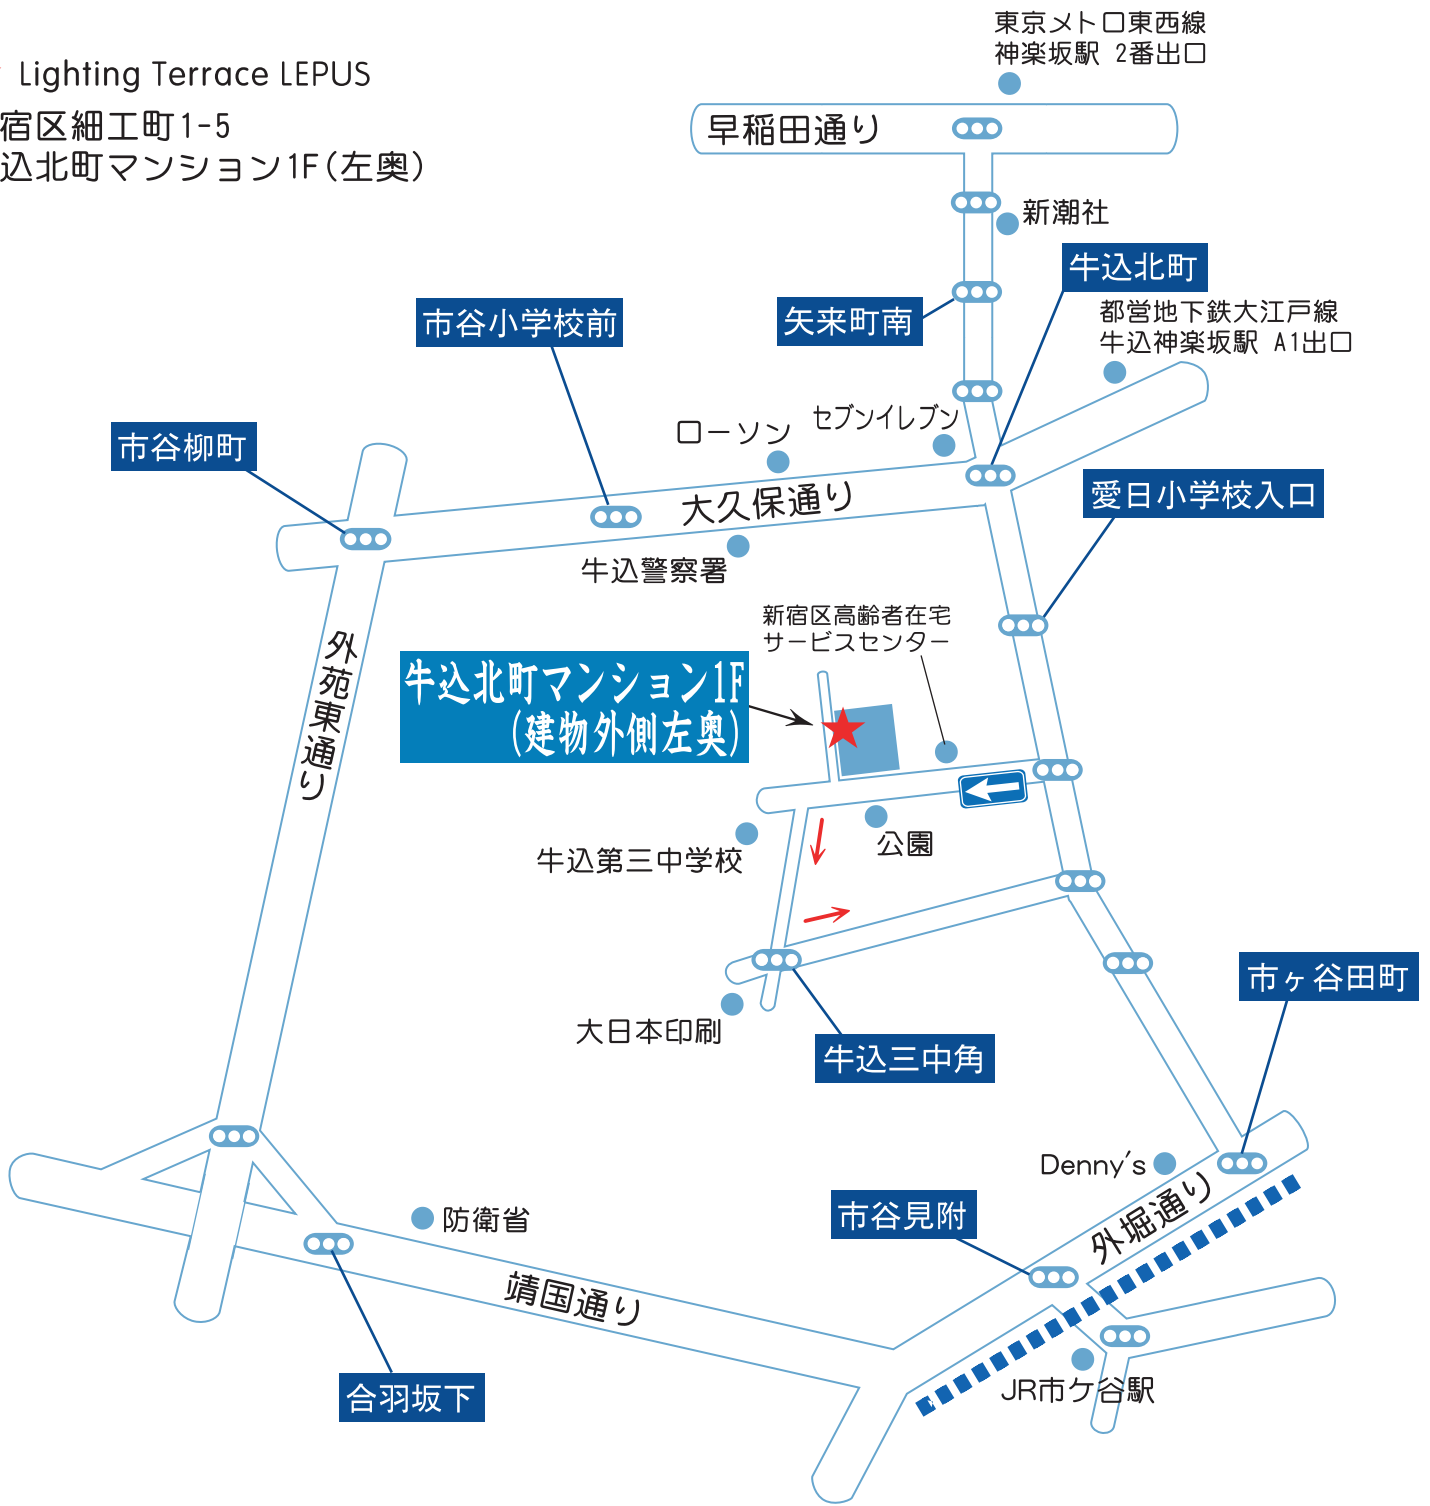 Lighting Terrace LEPUS
宿区細工町1-5
込北町マンション1F(左奥)
東京メトロ東西線
神楽坂駅 2番出口
早稲田通り
新潮社
牛込北町
矢来町南
都営地下鉄大江戸線
牛込神楽坂駅 A1出口
市谷小学校前
セブンイレブン
ローソン
市谷柳町
大久保通り
愛日小学校入口
牛込警察署
新宿区高齢者在宅
サービスセンター
外苑東通り
牛込北町マンション1F
(建物外側左奥)
公園
牛込第三中学校
市ヶ谷田町
大日本印刷
牛込三中角
Denny's
市谷見附
外堀通り
防衛省
靖国通り
合羽坂下
JR市ケ谷駅